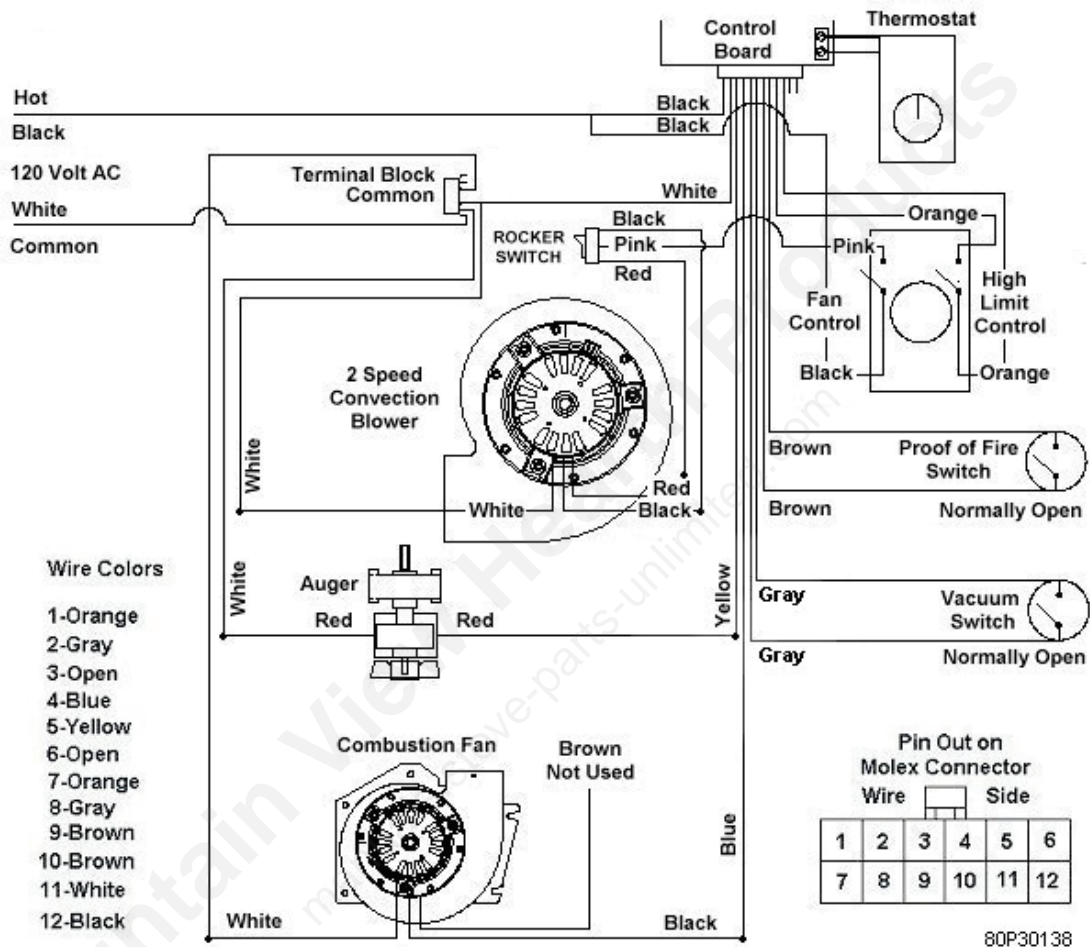 Control
Board
Thermostat
Hot
Black
120 Volt AC
White
Common
Terminal Block
Common
Black
Black
White
ROCKER
SWITCH
Black
Pink
Red
Orange
Pink
Fan
Control
High
Limit
Control
Black
Orange
2 Speed
Convection
Blower
White
White
Red
Black
Brown
Proof of Fire
Switch
Brown
Normally Open
White
Auger
Red
Red
Yellow
Gray
Vacuum
Switch
Gray
Normally Open
Wire Colors
1-Orange
2-Gray
3-Open
4-Blue
5-Yellow
6-Open
7-Orange
8-Gray
9-Brown
10-Brown
11-White
12-Black
Combustion Fan
Brown
Not Used
Blue
White
Black
Pin Out on
Molex Connector
Wire Side
1 2 3 4 5 6
7 8 9 10 11 12
80P30138